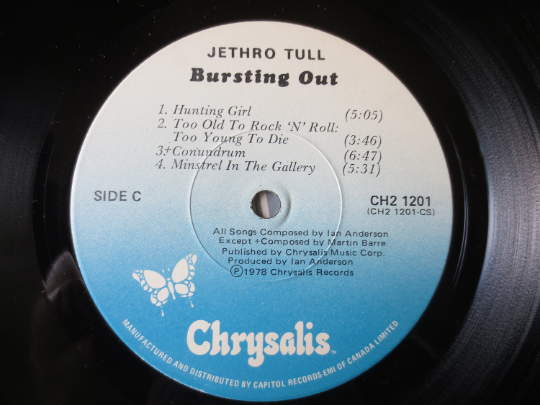 JETHRO TULL
Bursting Out
1. Hunting Girl (5:05)
2. Too Old To Rock 'N' Roll:
Too Young To Die (3:46)
3+Conundrum (6:47)
4. Minstrel In The Gallery (5:31)
SIDE C
CH2 1201
(CH2 1201-CS)
All Songs Composed by Ian Anderson
Except +Composed by Martin Barre
Published by Chrysalis Music Corp.
Produced by Ian Anderson
Ⓟ1978 Chrysalis Records
Chrysalis™
MANUFACTURED AND DISTRIBUTED BY CAPITOL RECORDS-EMI OF CANADA LIMITED